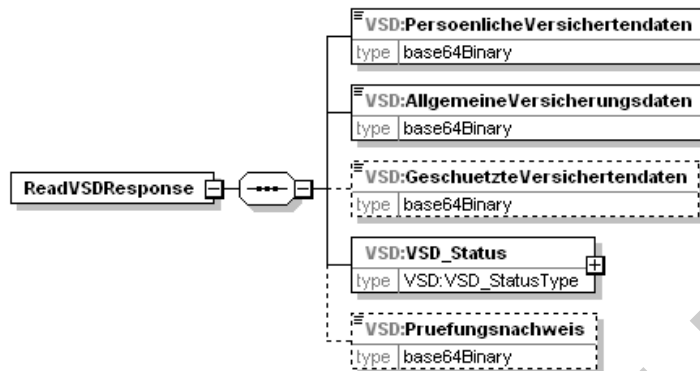 VSD:PersoenlicheVersichertendaten
type base64Binary
VSD:AllgemeineVersicherungsdaten
type base64Binary
ReadVSDResponse
VSD:GeschuetzteVersichertendaten
type base64Binary
VSD:VSD_Status
type VSD:VSD_StatusType
VSD:Pruefungsnachweis
type base64Binary